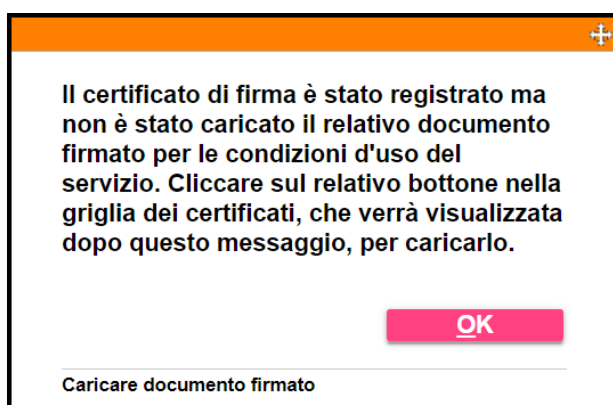 Il certificato di firma è stato registrato ma
non è stato caricato il relativo documento
firmato per le condizioni d'uso del
servizio. Cliccare sul relativo bottone nella
griglia dei certificati, che verrà visualizzata
dopo questo messaggio, per caricarlo.
OK
Caricare documento firmato